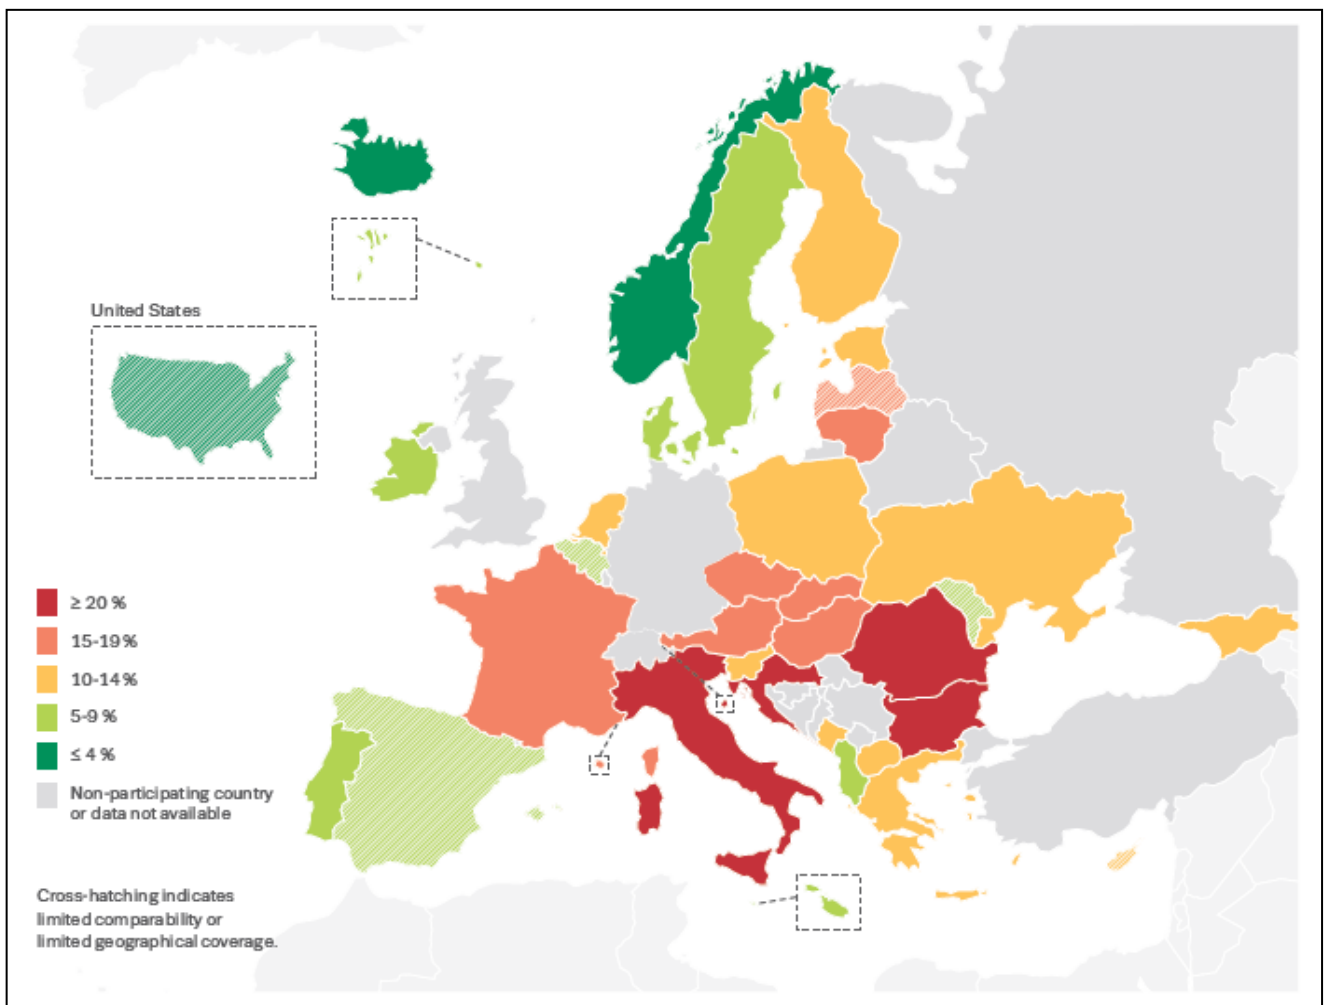 United States
≥ 20 %
15-19 %
10-14 %
5-9 %
≤ 4 %
Non-participating country
or data not available
Cross-hatching indicates
limited comparability or
limited geographical coverage.